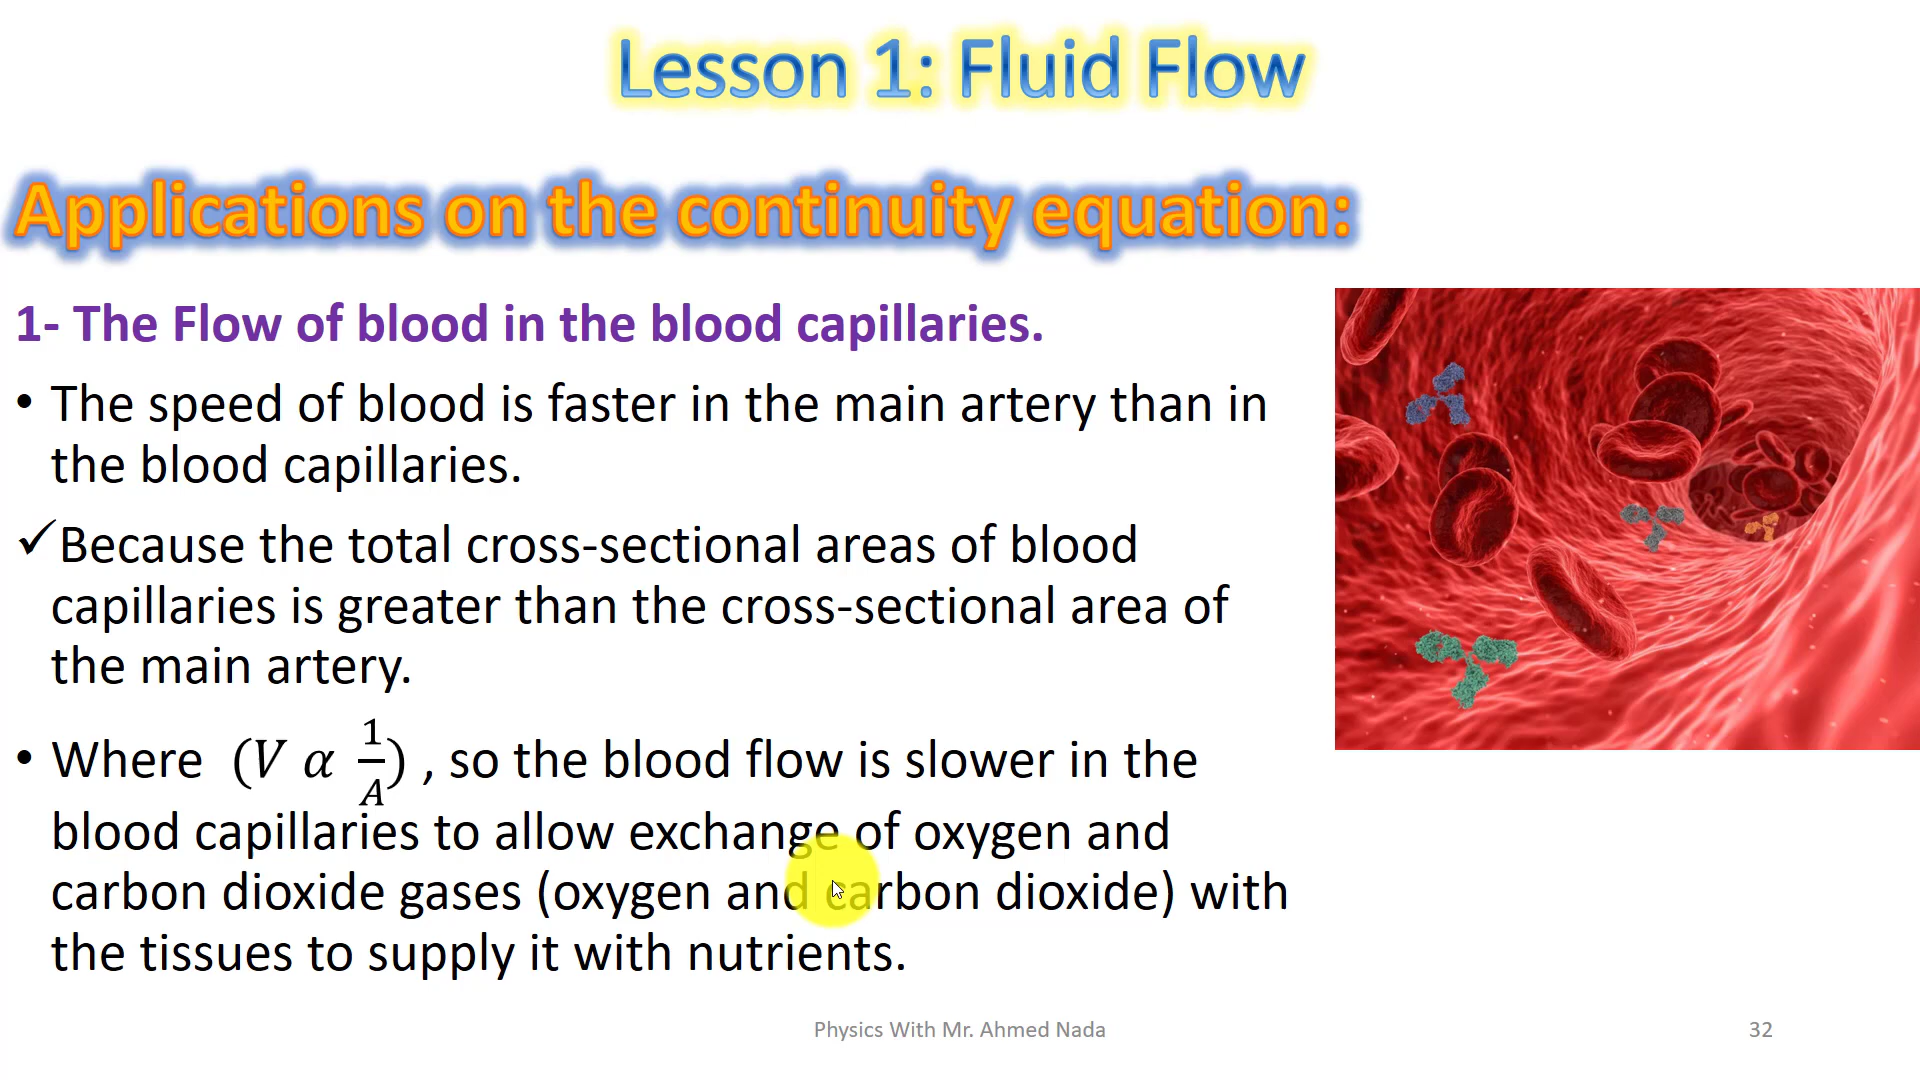 Lesson 1: Fluid Flow
Applications on the continuity equation:
1- The Flow of blood in the blood capillaries.
• The speed of blood is faster in the main artery than in
the blood capillaries.
✓Because the total cross-sectional areas of blood
capillaries is greater than the cross-sectional area of
the main artery.
• Where (V α 1/A) , so the blood flow is slower in the
blood capillaries to allow exchange of oxygen and
carbon dioxide gases (oxygen and carbon dioxide) with
the tissues to supply it with nutrients.
Physics With Mr. Ahmed Nada
32